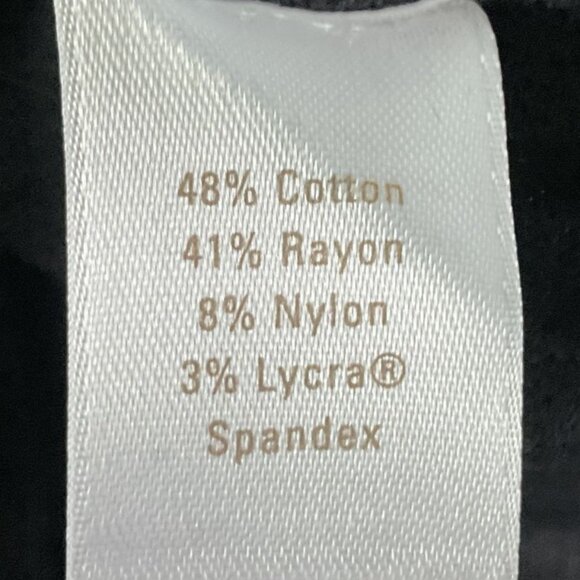 48% Cotton
41% Rayon
8% Nylon
3% Lycra®
Spandex